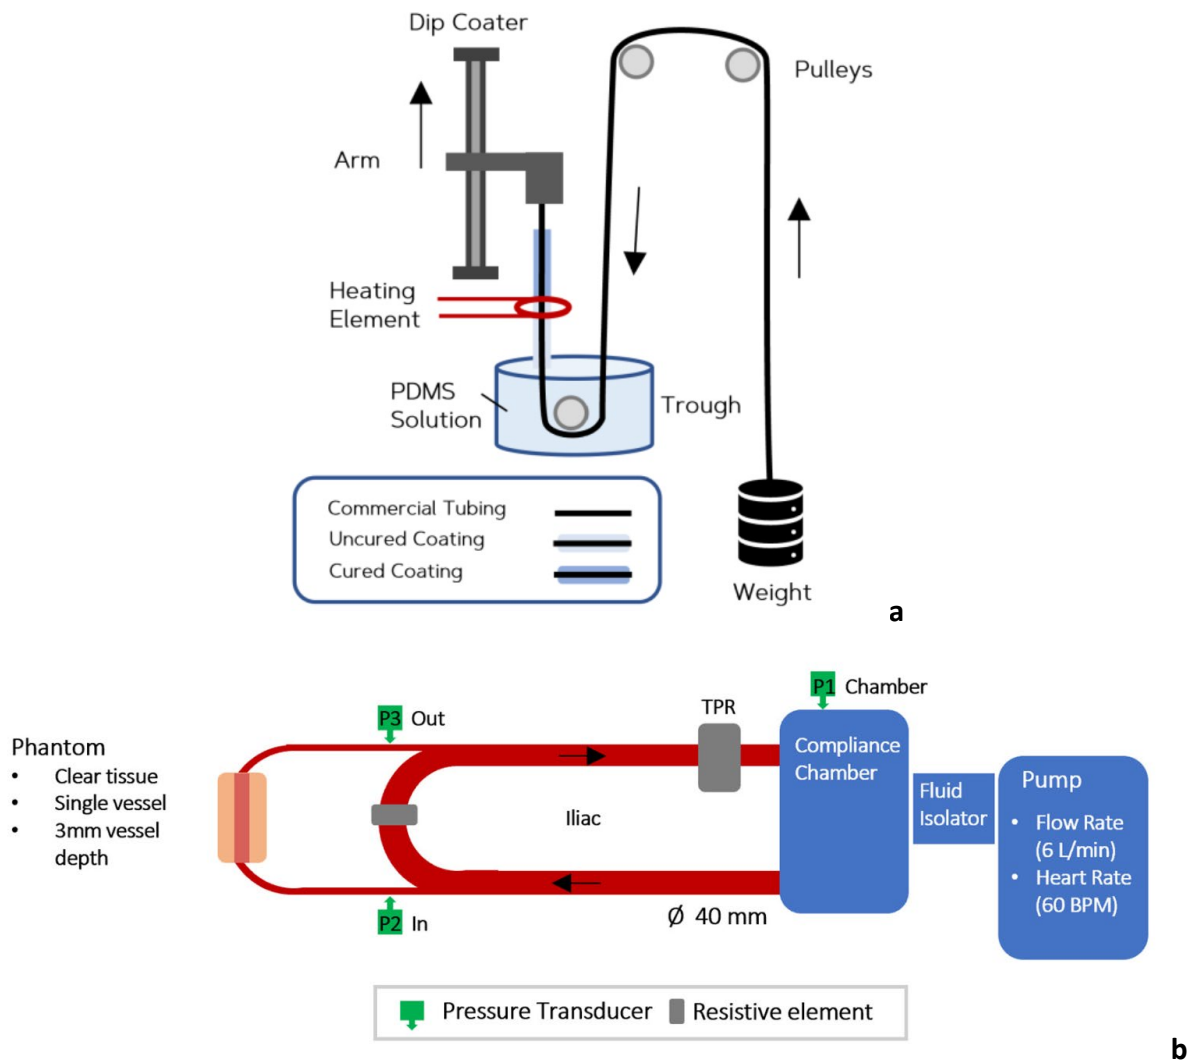 Dip Coater
Pulleys
Arm
Heating
Element
PDMS
Solution
Trough
Commercial Tubing
Uncured Coating
Cured Coating
Weight
a
P1 Chamber
TPR
P3 Out
Phantom
• Clear tissue
• Single vessel
• 3mm vessel
depth
Compliance
Chamber
Iliac
Fluid
Isolator
Pump
• Flow Rate
(6 L/min)
• Heart Rate
(60 BPM)
P2 In
Ø 40 mm
Pressure Transducer
Resistive element
b